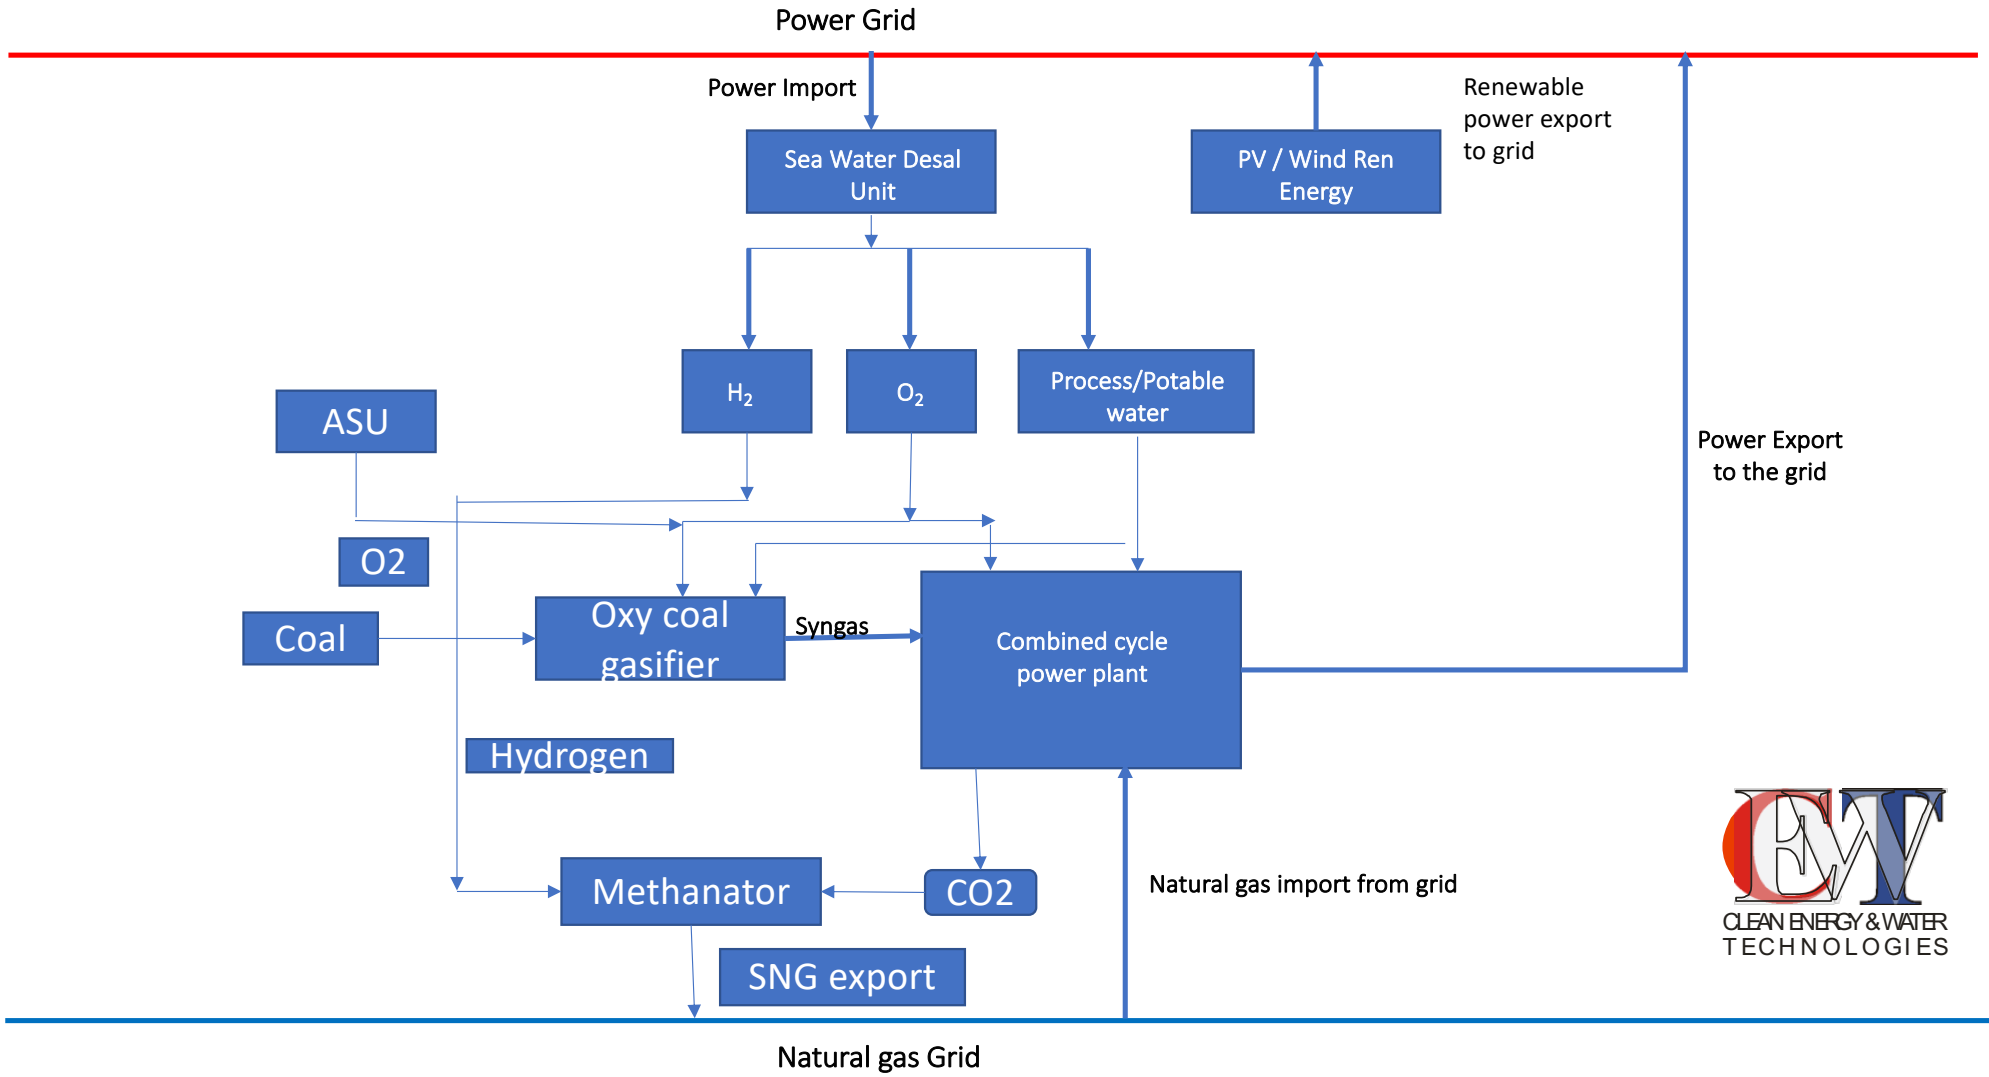 Power Grid
Power Import
Renewable
power export
to grid
Sea Water Desal
Unit
PV / Wind Ren
Energy
H₂
O₂
Process/Potable
water
ASU
Power Export
to the grid
O2
Coal
Oxy coal
gasifier
Syngas
Combined cycle
power plant
Hydrogen
Methanator
CO2
Natural gas import from grid
SNG export
CEWT
CLEAN ENERGY & WATER
TECHNOLOGIES
Natural gas Grid